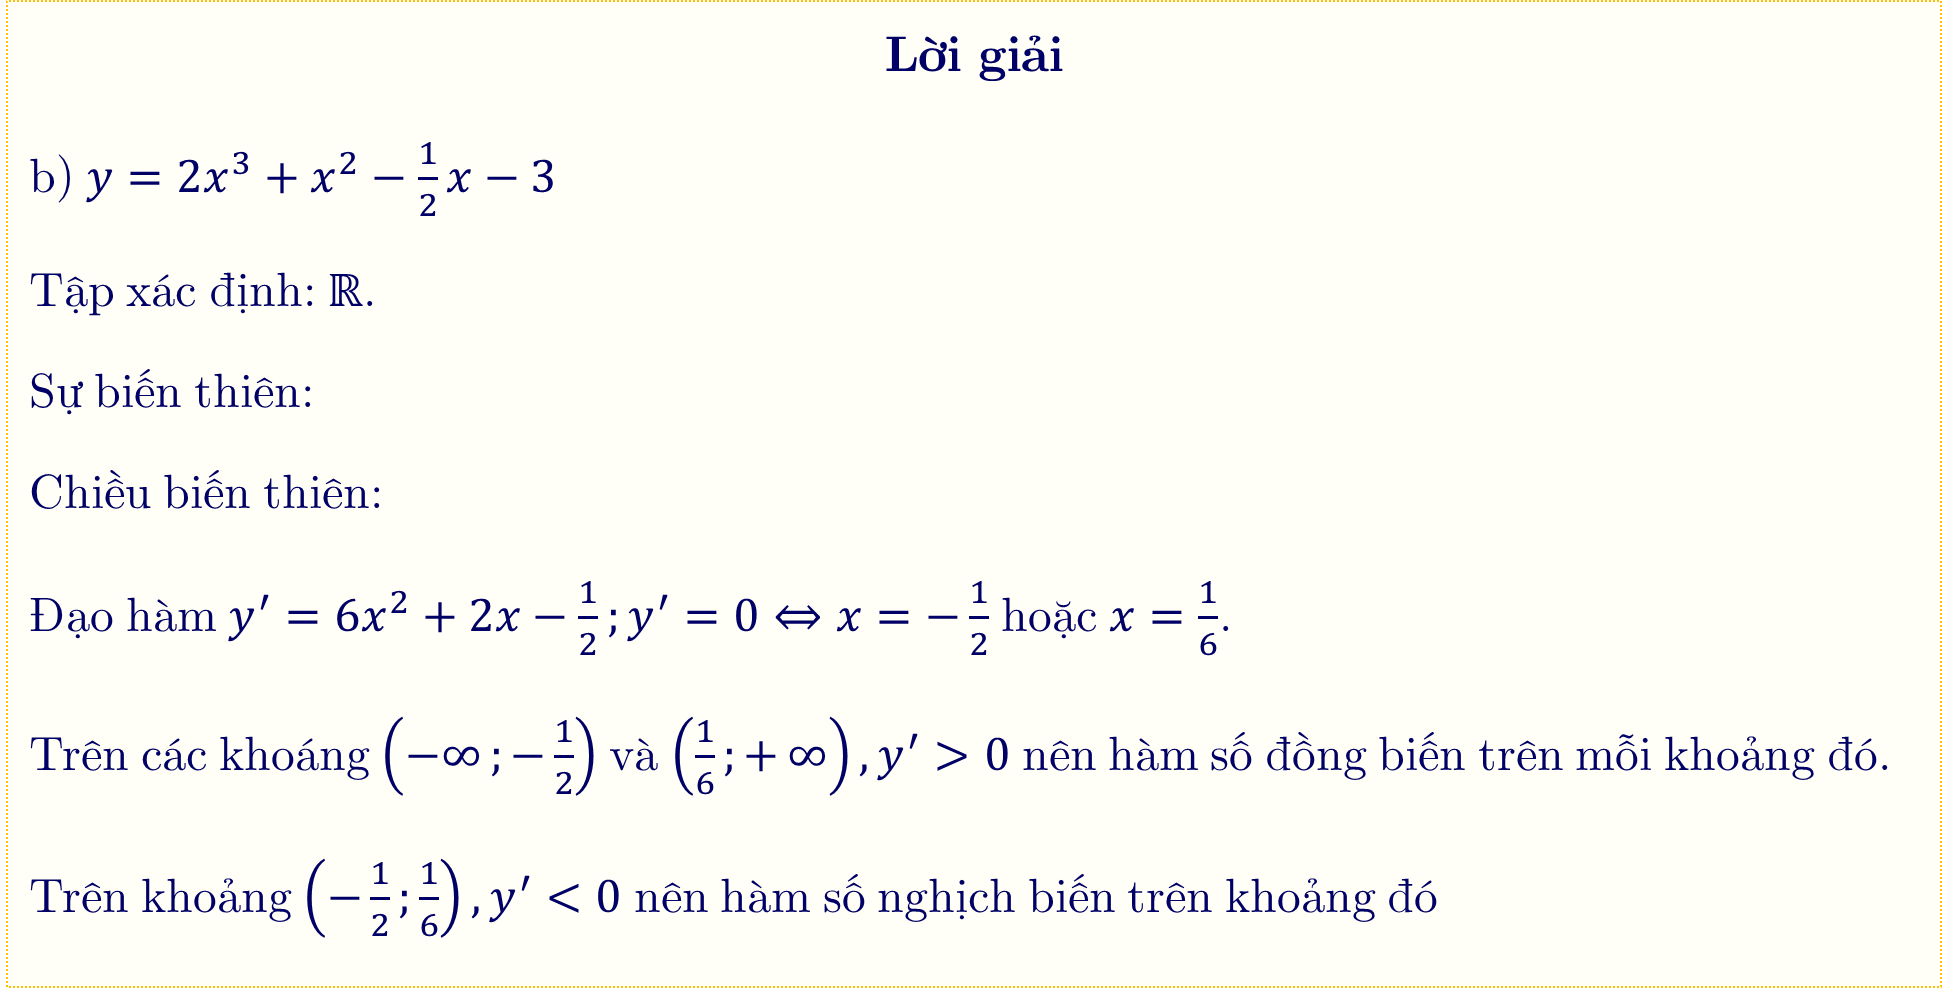 Lời giải
b) y = 2x³ + x² − 1/2 x − 3
Tập xác định: ℝ.
Sự biến thiên:
Chiều biến thiên:
Đạo hàm y′ = 6x² + 2x − 1/2 ; y′ = 0 ⇔ x = − 1/2 hoặc x = 1/6.
Trên các khoáng (−∞ ; − 1/2) và (1/6 ; + ∞) , y′ > 0 nên hàm số đồng biến trên mỗi khoảng đó.
Trên khoảng (− 1/2 ; 1/6) , y′ < 0 nên hàm số nghịch biến trên khoảng đó